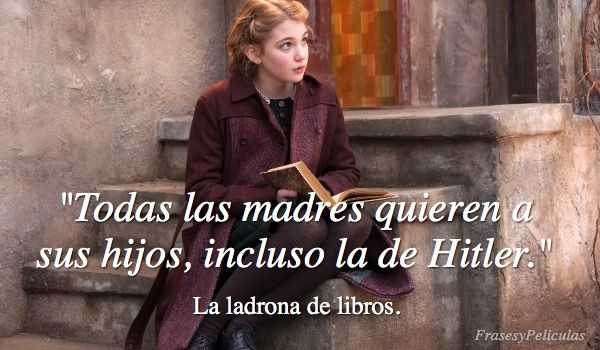 "Todas las madres quieren a
sus hijos, incluso la de Hitler."
La ladrona de libros.
FrasesyPeliculas